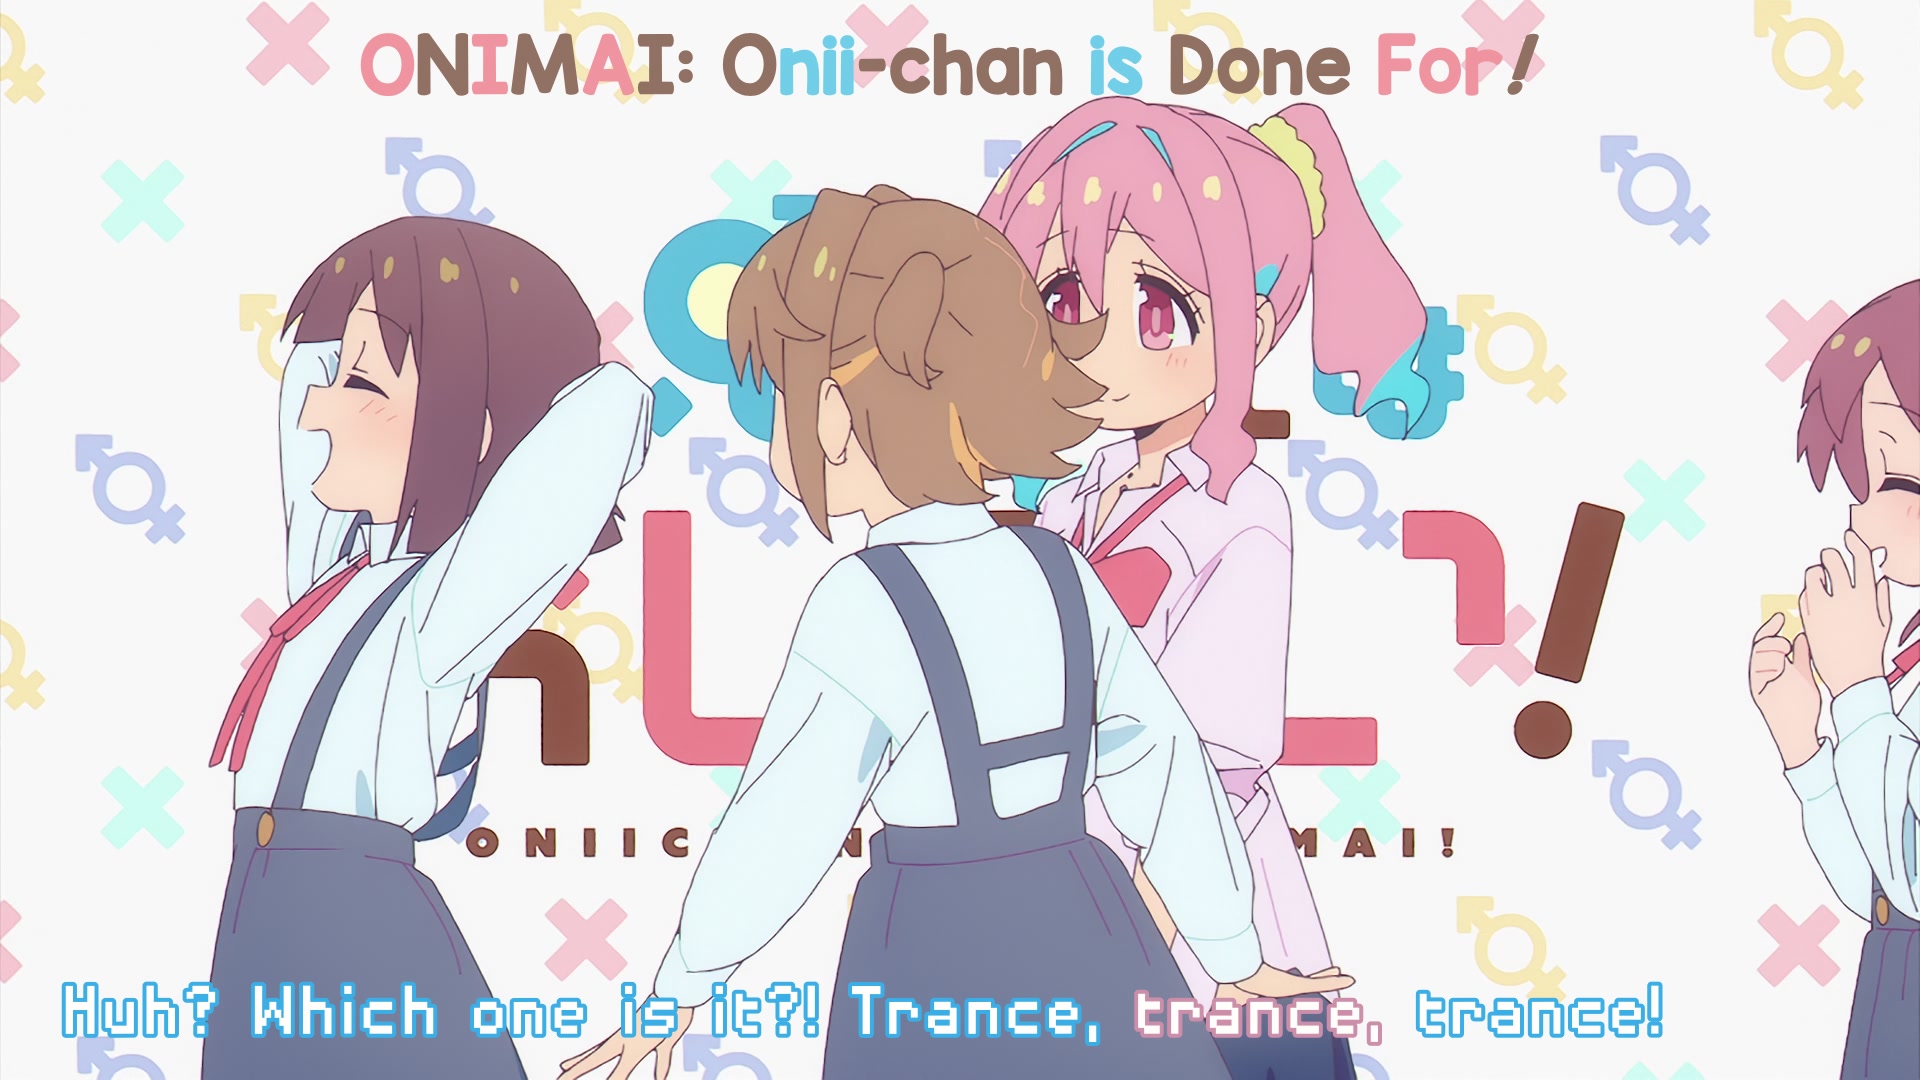 ONIMAI: Onii-chan is Done For!
ONIIC
N
MAI!
Huh? Which one is it?! Trance, trance, trance!